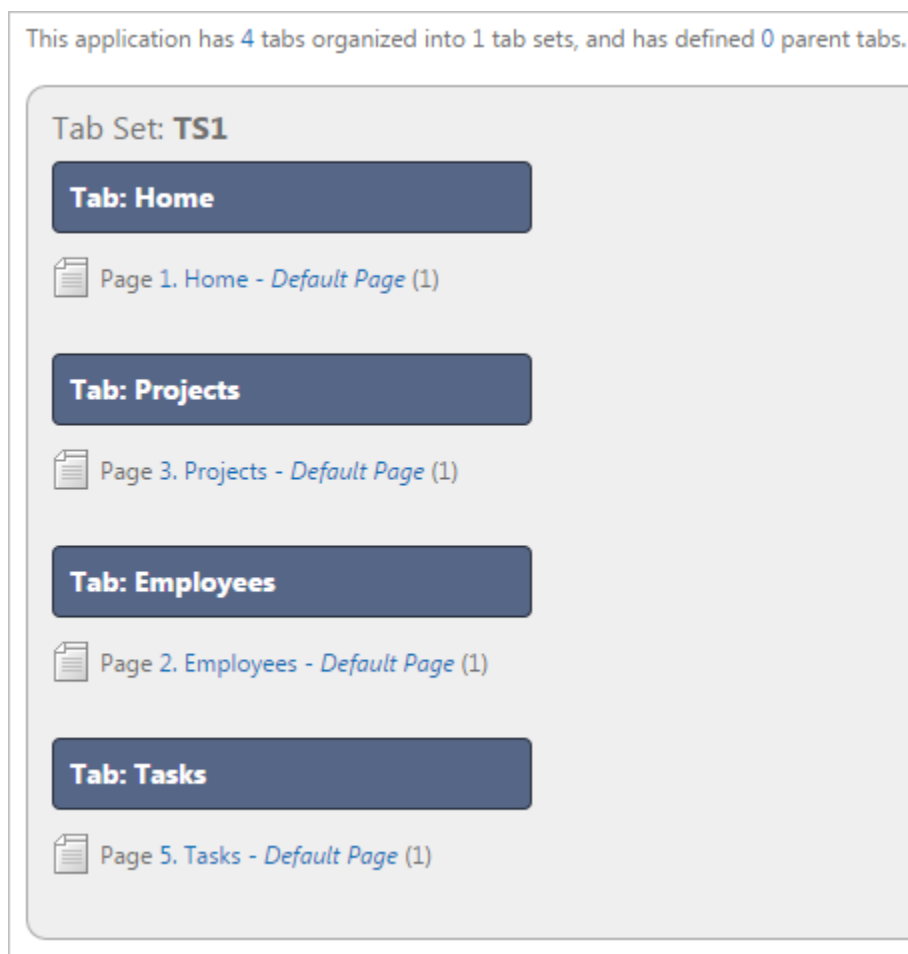 This application has 4 tabs organized into 1 tab sets, and has defined 0 parent tabs.
Tab Set: TS1
Tab: Home
Page 1. Home - Default Page (1)
Tab: Projects
Page 3. Projects - Default Page (1)
Tab: Employees
Page 2. Employees - Default Page (1)
Tab: Tasks
Page 5. Tasks - Default Page (1)